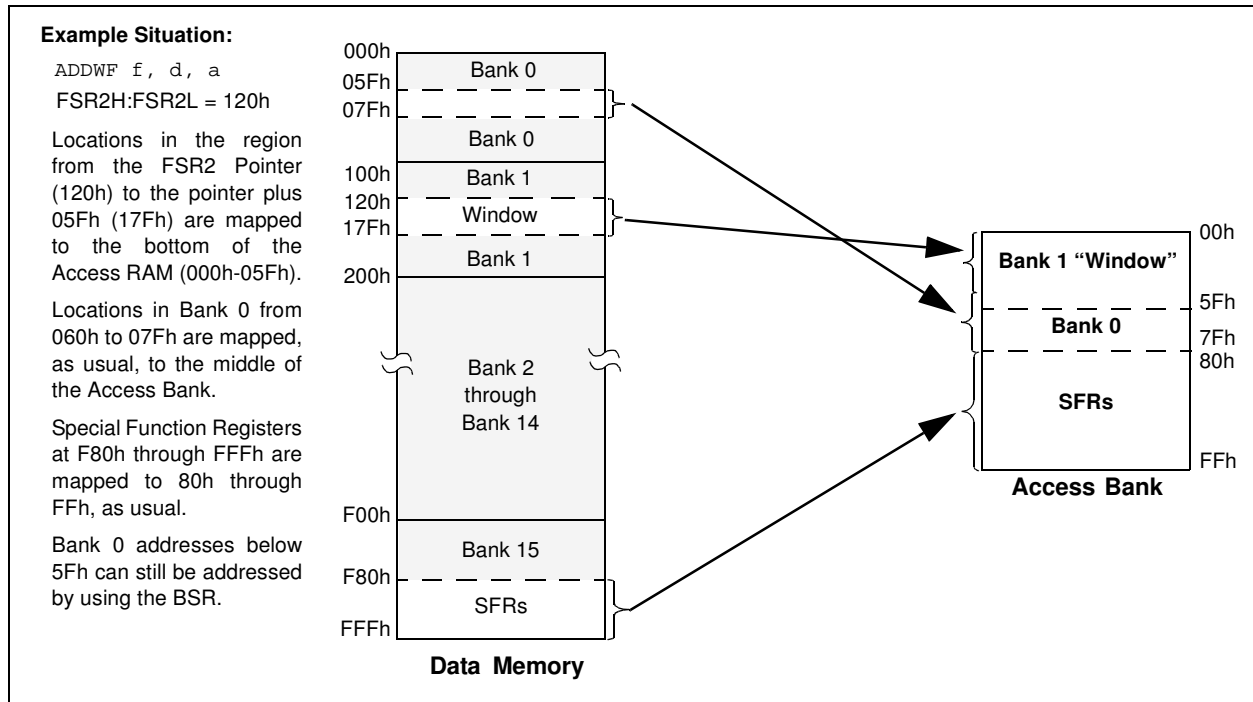 Example Situation:
ADDWF f, d, a
FSR2H:FSR2L = 120h
Locations in the region
from the FSR2 Pointer
(120h) to the pointer plus
05Fh (17Fh) are mapped
to the bottom of the
Access RAM (000h-05Fh).
Locations in Bank 0 from
060h to 07Fh are mapped,
as usual, to the middle of
the Access Bank.
Special Function Registers
at F80h through FFFh are
mapped to 80h through
FFh, as usual.
Bank 0 addresses below
5Fh can still be addressed
by using the BSR.
000h
Bank 0
05Fh
07Fh
Bank 0
100h
Bank 1
120h
Window
17Fh
Bank 1
200h
Bank 2
through
Bank 14
F00h
Bank 15
F80h
SFRs
FFFh
Data Memory
00h
Bank 1 “Window”
5Fh
Bank 0
7Fh
80h
SFRs
FFh
Access Bank